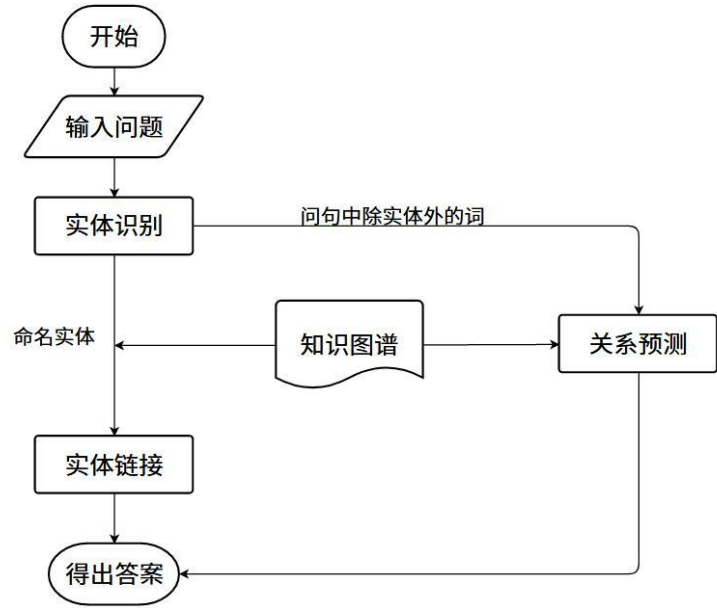 开始
输入问题
实体识别
问句中除实体外的词
命名实体
知识图谱
关系预测
实体链接
得出答案